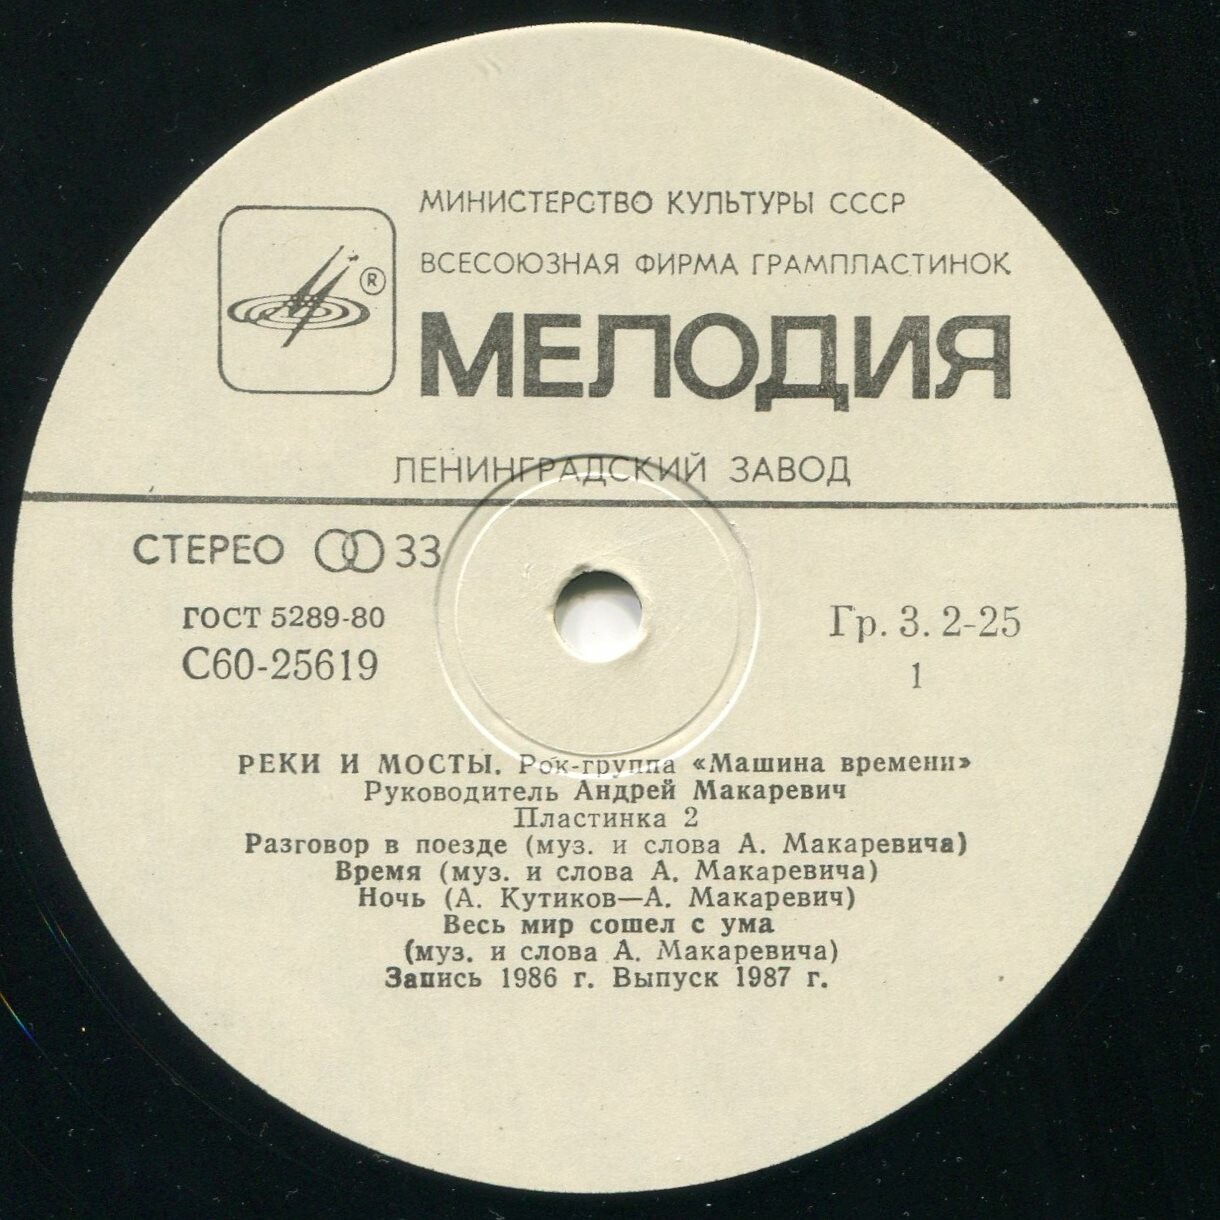 МИНИСТЕРСТВО КУЛЬТУРЫ СССР
ВСЕСОЮЗНАЯ ФИРМА ГРАМПЛАСТИНОК
®
МЕЛОДИЯ
ЛЕНИНГРАДСКИЙ ЗАВОД
СТЕРЕО 33
ГОСТ 5289-80
С60-25619
Гр. 3. 2-25
1
РЕКИ И МОСТЫ. Рок-группа «Машина времени»
Руководитель Андрей Макаревич
Пластинка 2
Разговор в поезде (муз. и слова А. Макаревича)
Время (муз. и слова А. Макаревича)
Ночь (А. Кутиков—А. Макаревич)
Весь мир сошел с ума
(муз. и слова А. Макаревича)
Запись 1986 г. Выпуск 1987 г.